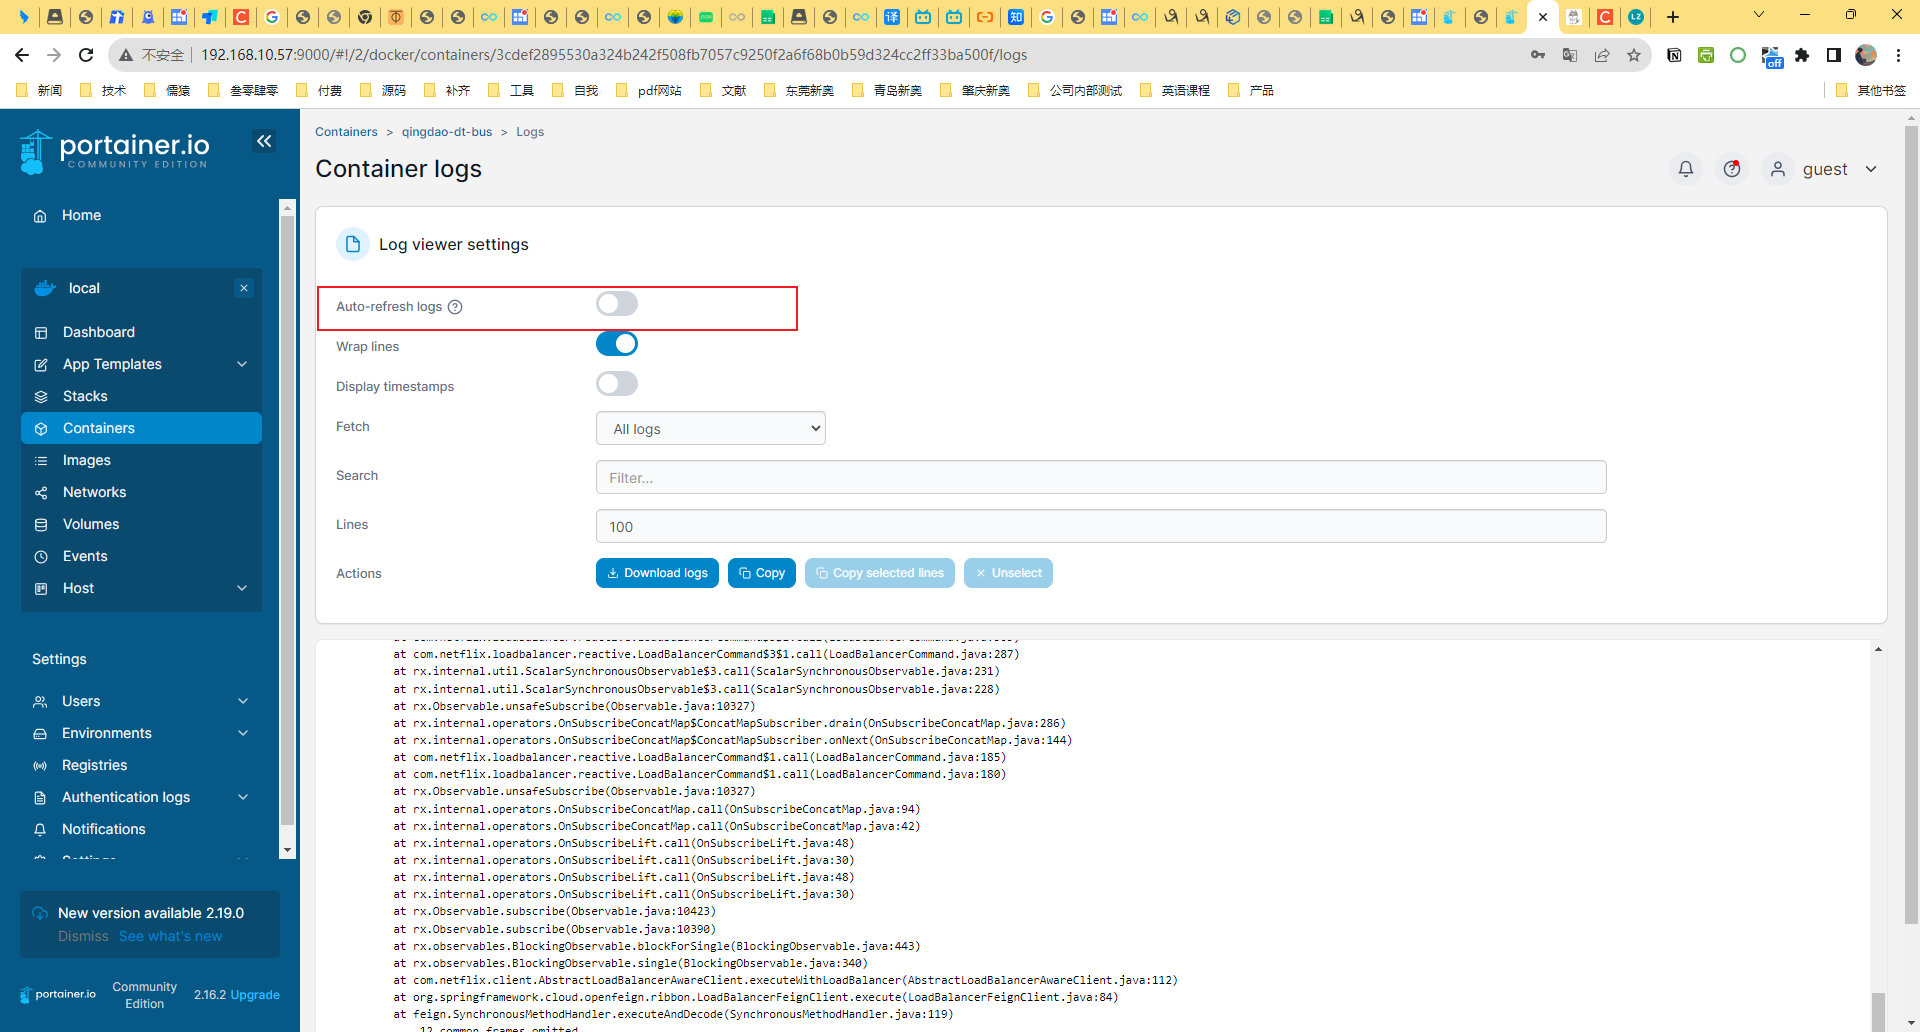 不安全 192.168.10.57:9000/#!/2/docker/containers/3cdef2895530a324b242f508fb7057c9250f2a6f68b0b59d324cc2ff33ba500f/logs
off
新闻 技术 儒猿 叁零肆零 付费 源码 补齐 工具 自我 pdf网站 文献 东莞新奥 青岛新奥 肇庆新奥 公司内部测试 英语课程 产品 其他书签
portainer.io
COMMUNITY EDITION
Home
local
Dashboard
App Templates
Stacks
Containers
Images
Networks
Volumes
Events
Host
Settings
Users
Environments
Registries
Authentication logs
Notifications
Settings
New version available 2.19.0
Dismiss See what's new
portainer.io Community Edition 2.16.2 Upgrade
Containers > qingdao-dt-bus > Logs
Container logs
guest
Log viewer settings
Auto-refresh logs
Wrap lines
Display timestamps
Fetch All logs
Search Filter...
Lines 100
Actions Download logs Copy Copy selected lines Unselect
at com.netflix.loadbalancer.reactive.LoadBalancerCommand$3$1.call(LoadBalancerCommand.java:287)
at rx.internal.util.ScalarSynchronousObservable$3.call(ScalarSynchronousObservable.java:231)
at rx.internal.util.ScalarSynchronousObservable$3.call(ScalarSynchronousObservable.java:228)
at rx.Observable.unsafeSubscribe(Observable.java:10327)
at rx.internal.operators.OnSubscribeConcatMap$ConcatMapSubscriber.drain(OnSubscribeConcatMap.java:286)
at rx.internal.operators.OnSubscribeConcatMap$ConcatMapSubscriber.onNext(OnSubscribeConcatMap.java:144)
at com.netflix.loadbalancer.reactive.LoadBalancerCommand$1.call(LoadBalancerCommand.java:185)
at com.netflix.loadbalancer.reactive.LoadBalancerCommand$1.call(LoadBalancerCommand.java:180)
at rx.Observable.unsafeSubscribe(Observable.java:10327)
at rx.internal.operators.OnSubscribeConcatMap.call(OnSubscribeConcatMap.java:94)
at rx.internal.operators.OnSubscribeConcatMap.call(OnSubscribeConcatMap.java:42)
at rx.internal.operators.OnSubscribeLift.call(OnSubscribeLift.java:48)
at rx.internal.operators.OnSubscribeLift.call(OnSubscribeLift.java:30)
at rx.internal.operators.OnSubscribeLift.call(OnSubscribeLift.java:48)
at rx.internal.operators.OnSubscribeLift.call(OnSubscribeLift.java:30)
at rx.Observable.subscribe(Observable.java:10423)
at rx.Observable.subscribe(Observable.java:10390)
at rx.observables.BlockingObservable.blockForSingle(BlockingObservable.java:443)
at rx.observables.BlockingObservable.single(BlockingObservable.java:340)
at com.netflix.client.AbstractLoadBalancerAwareClient.executeWithLoadBalancer(AbstractLoadBalancerAwareClient.java:112)
at org.springframework.cloud.openfeign.ribbon.LoadBalancerFeignClient.execute(LoadBalancerFeignClient.java:84)
at feign.SynchronousMethodHandler.executeAndDecode(SynchronousMethodHandler.java:119)
12 common frames omitted